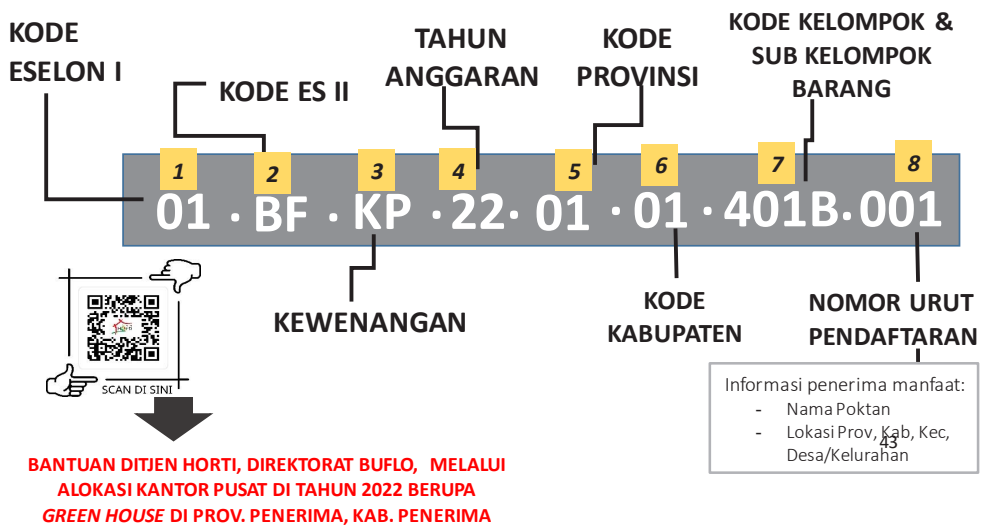 KODE
ESELON I
KODE ES II
TAHUN
ANGGARAN
KODE
PROVINSI
KODE KELOMPOK &
SUB KELOMPOK
BARANG
1 2 3 4 5 6 7 8
01 . BF . KP . 22. 01 . 01 . 401B. 001
KEWENANGAN
KODE
KABUPATEN
NOMOR URUT
PENDAFTARAN
SCAN DI SINI
Informasi penerima manfaat:
- Nama Poktan
- Lokasi Prov, Kab, Kec,
Desa/Kelurahan
43
BANTUAN DITJEN HORTI, DIREKTORAT BUFLO, MELALUI
ALOKASI KANTOR PUSAT DI TAHUN 2022 BERUPA
GREEN HOUSE DI PROV. PENERIMA, KAB. PENERIMA